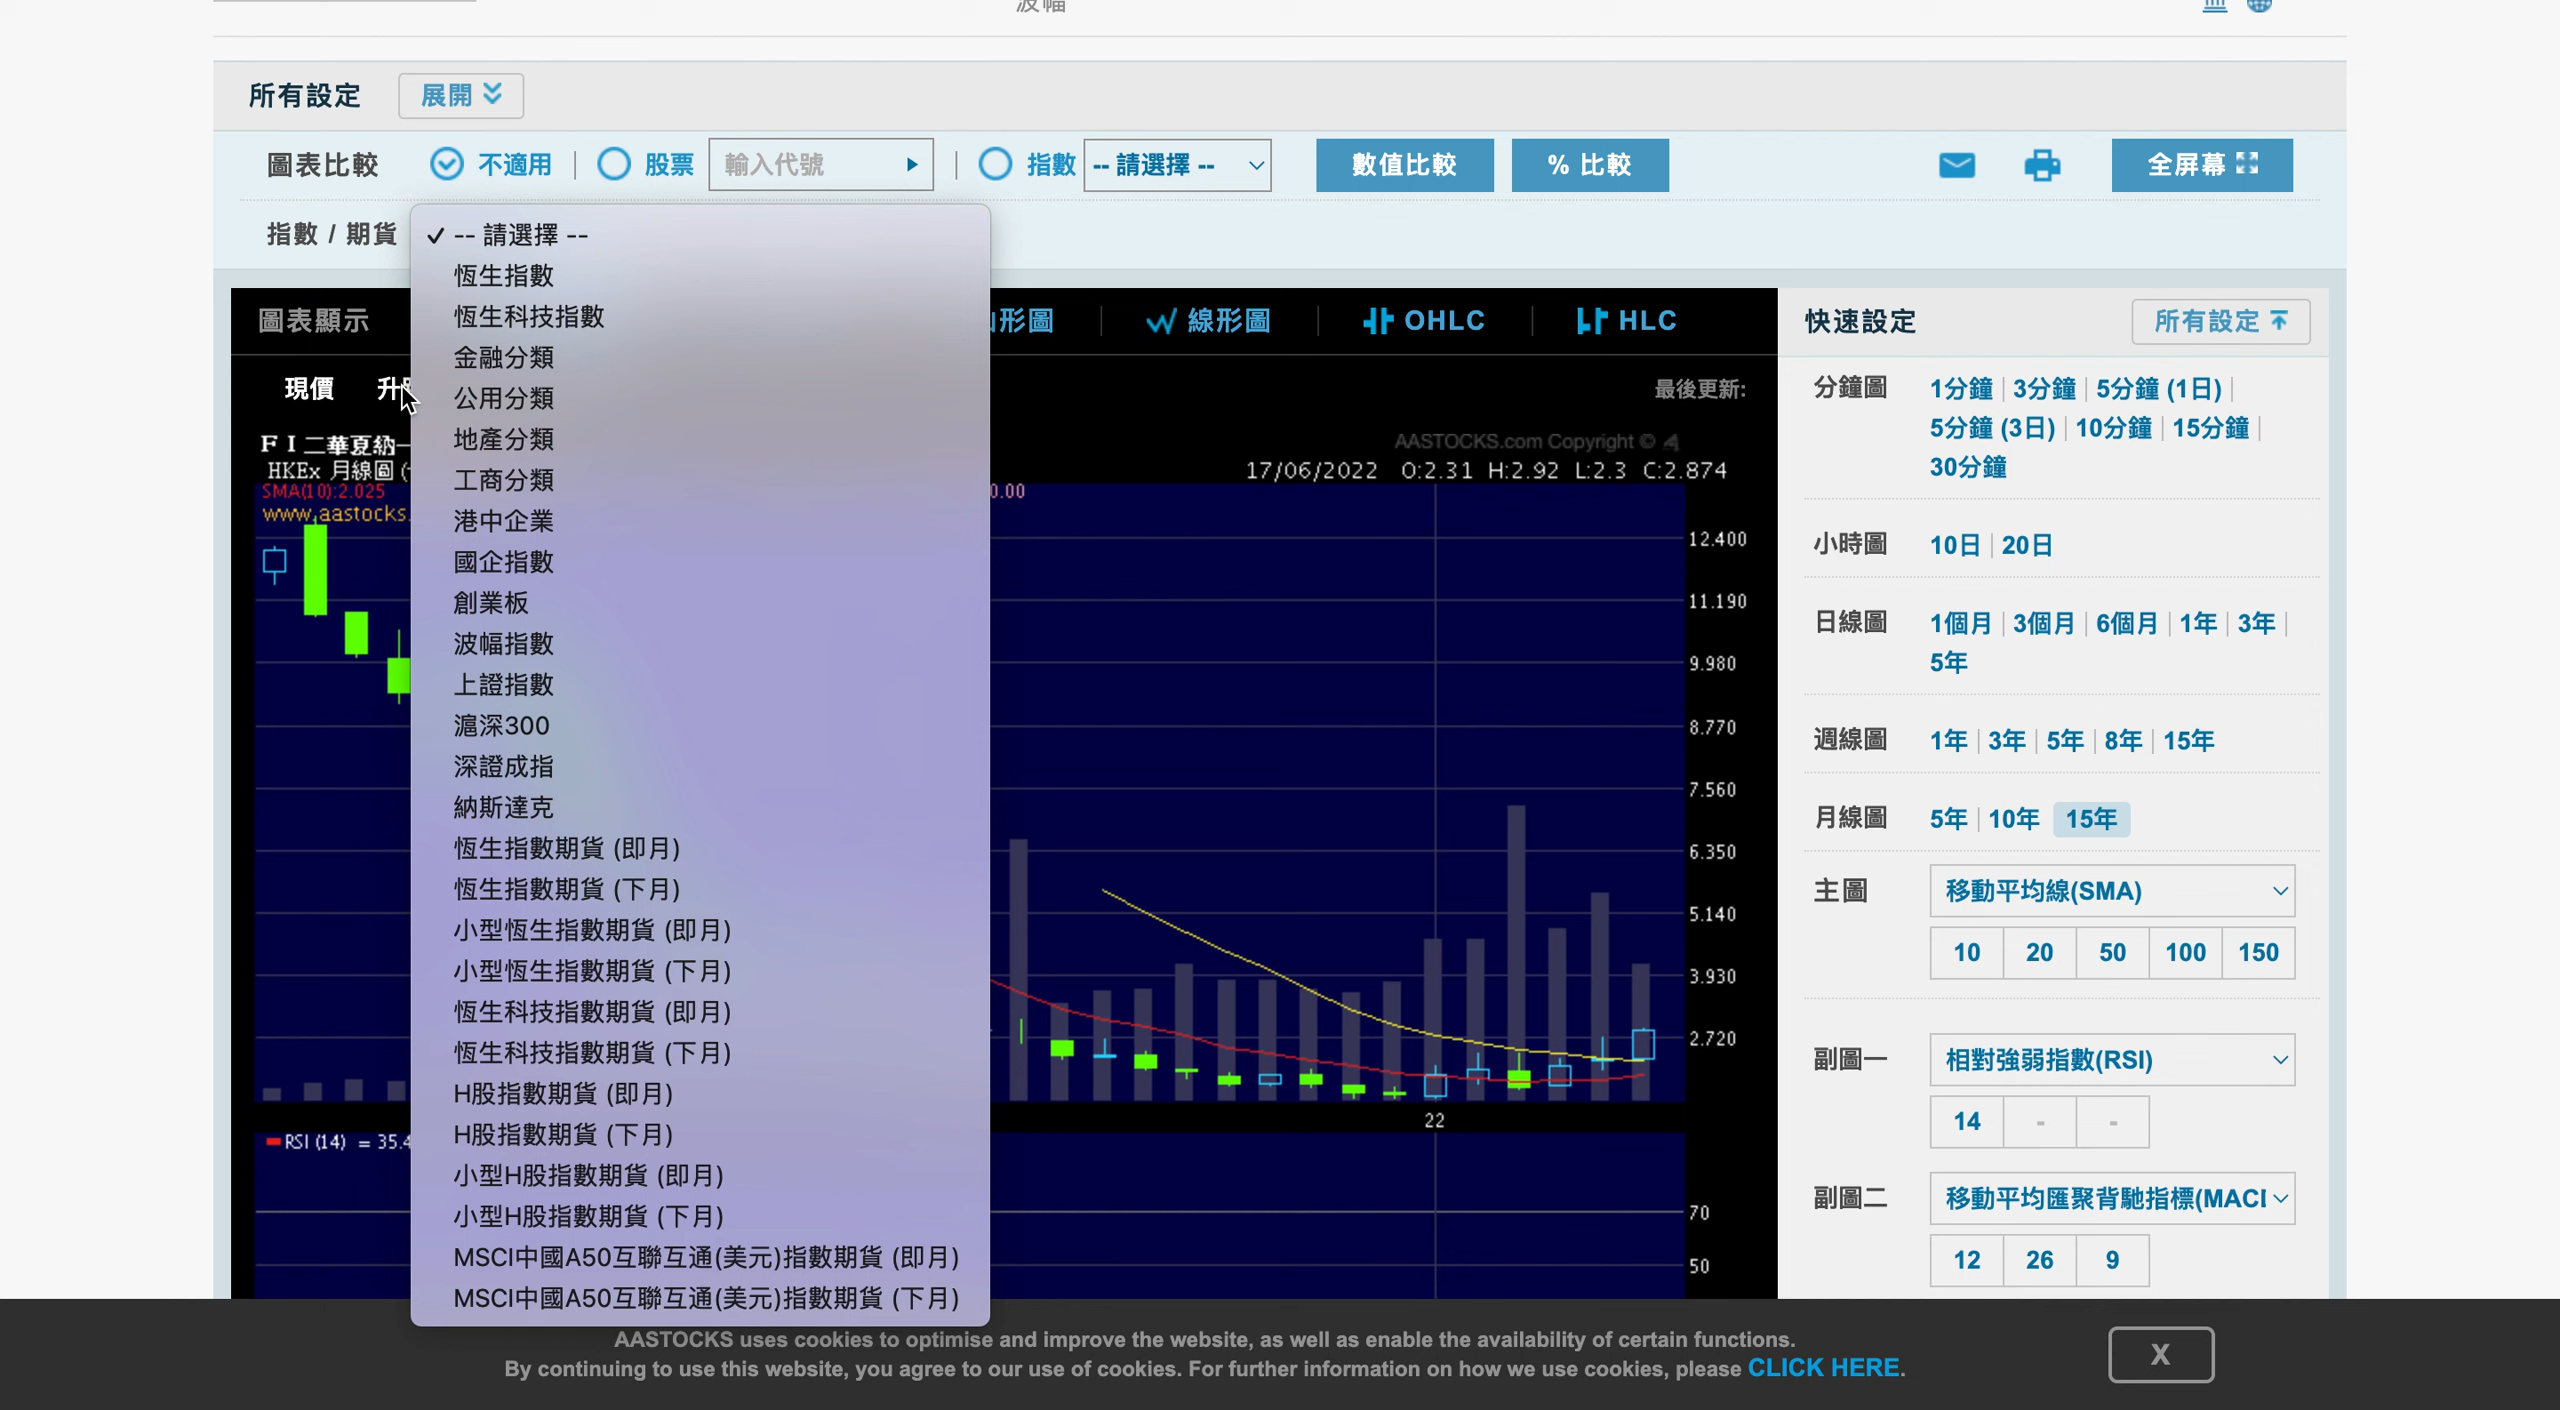 波幅
所有設定 展開
圖表比較 不適用 股票 輸入代號 指數 -- 請選擇 -- 數值比較 % 比較 全屏幕
指數 / 期貨
✓ -- 請選擇 --
恆生指數
恆生科技指數
金融分類
公用分類
地產分類
工商分類
港中企業
國企指數
創業板
波幅指數
上證指數
滬深300
深證成指
納斯達克
恆生指數期貨 (即月)
恆生指數期貨 (下月)
小型恆生指數期貨 (即月)
小型恆生指數期貨 (下月)
恆生科技指數期貨 (即月)
恆生科技指數期貨 (下月)
H股指數期貨 (即月)
H股指數期貨 (下月)
小型H股指數期貨 (即月)
小型H股指數期貨 (下月)
MSCI中國A50互聯互通(美元)指數期貨 (即月)
MSCI中國A50互聯互通(美元)指數期貨 (下月)
圖表顯示 形圖 線形圖 OHLC HLC
現價 升 最後更新:
ＦＩ二華夏納一
AASTOCKS.com Copyright ©
HKEx 月線圖 (
17/06/2022 O:2.31 H:2.92 L:2.3 C:2.874
SMA(10):2.025
0.00
www.aastocks.
12.400
11.190
9.980
8.770
7.560
6.350
5.140
3.930
2.720
22
RSI (14) = 35.4
70
50
快速設定 所有設定
分鐘圖 1分鐘 3分鐘 5分鐘 (1日)
5分鐘 (3日) 10分鐘 15分鐘
30分鐘
小時圖 10日 20日
日線圖 1個月 3個月 6個月 1年 3年
5年
週線圖 1年 3年 5年 8年 15年
月線圖 5年 10年 15年
主圖 移動平均線(SMA)
10 20 50 100 150
副圖一 相對強弱指數(RSI)
14 - -
副圖二 移動平均匯聚背馳指標(MACI
12 26 9
AASTOCKS uses cookies to optimise and improve the website, as well as enable the availability of certain functions.
By continuing to use this website, you agree to our use of cookies. For further information on how we use cookies, please CLICK HERE.
X